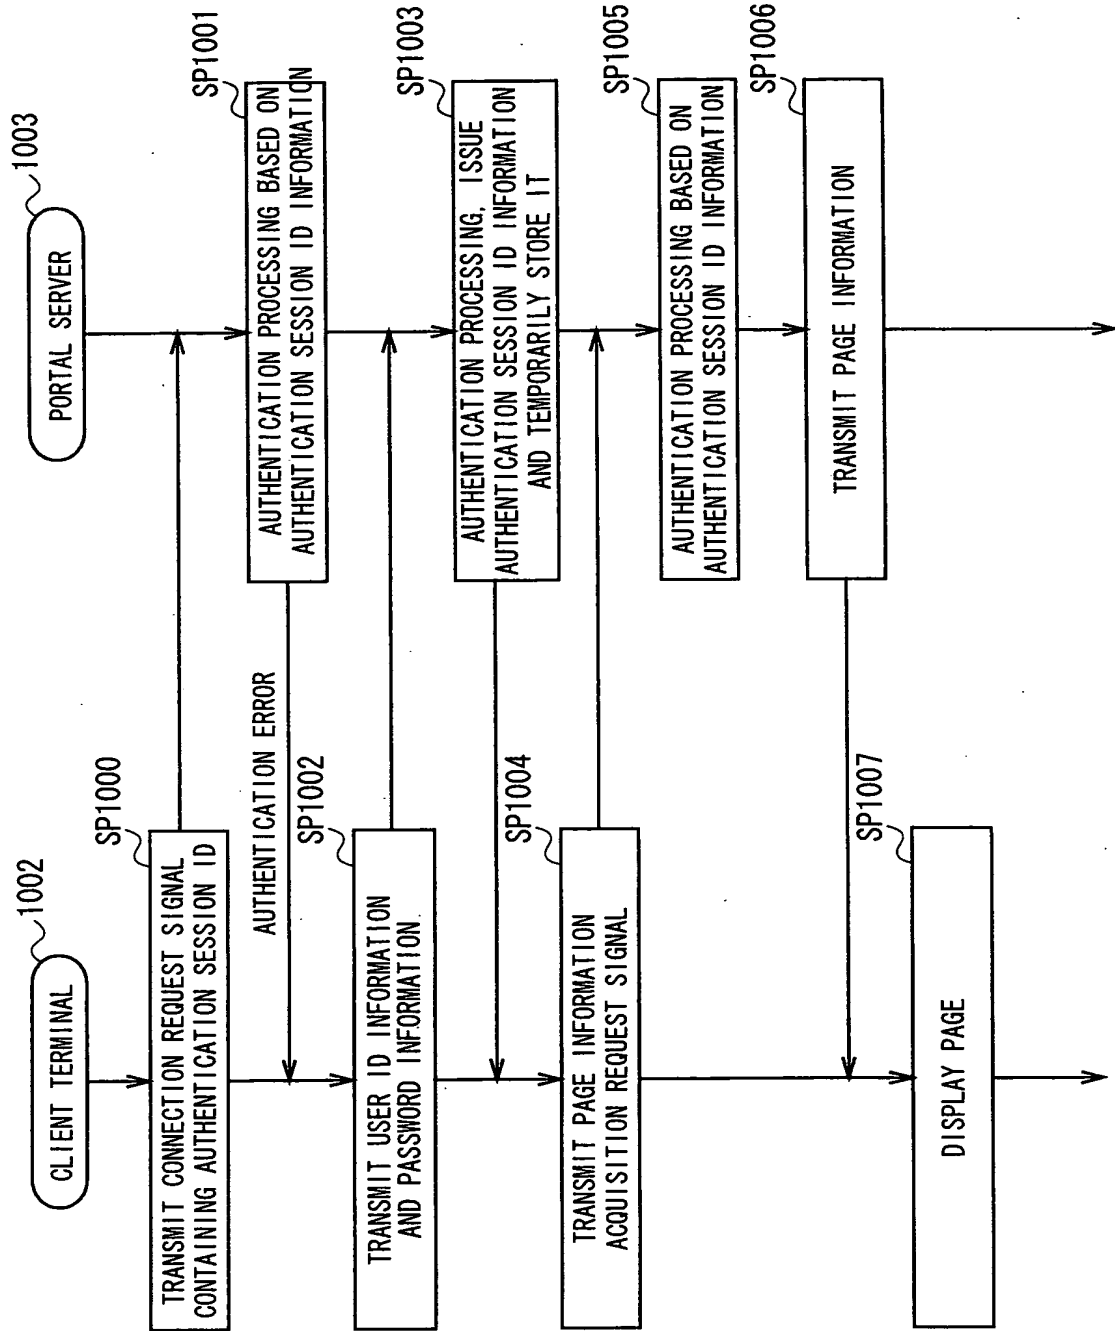 CLIENT TERMINAL
1002
PORTAL SERVER
1003
SP1000
TRANSMIT CONNECTION REQUEST SIGNAL
CONTAINING AUTHENTICATION SESSION ID
SP1001
AUTHENTICATION PROCESSING BASED ON
AUTHENTICATION SESSION ID INFORMATION
AUTHENTICATION ERROR
SP1002
TRANSMIT USER ID INFORMATION
AND PASSWORD INFORMATION
SP1003
AUTHENTICATION PROCESSING, ISSUE
AUTHENTICATION SESSION ID INFORMATION
AND TEMPORARILY STORE IT
SP1004
TRANSMIT PAGE INFORMATION
ACQUISITION REQUEST SIGNAL
SP1005
AUTHENTICATION PROCESSING BASED ON
AUTHENTICATION SESSION ID INFORMATION
SP1006
TRANSMIT PAGE INFORMATION
SP1007
DISPLAY PAGE